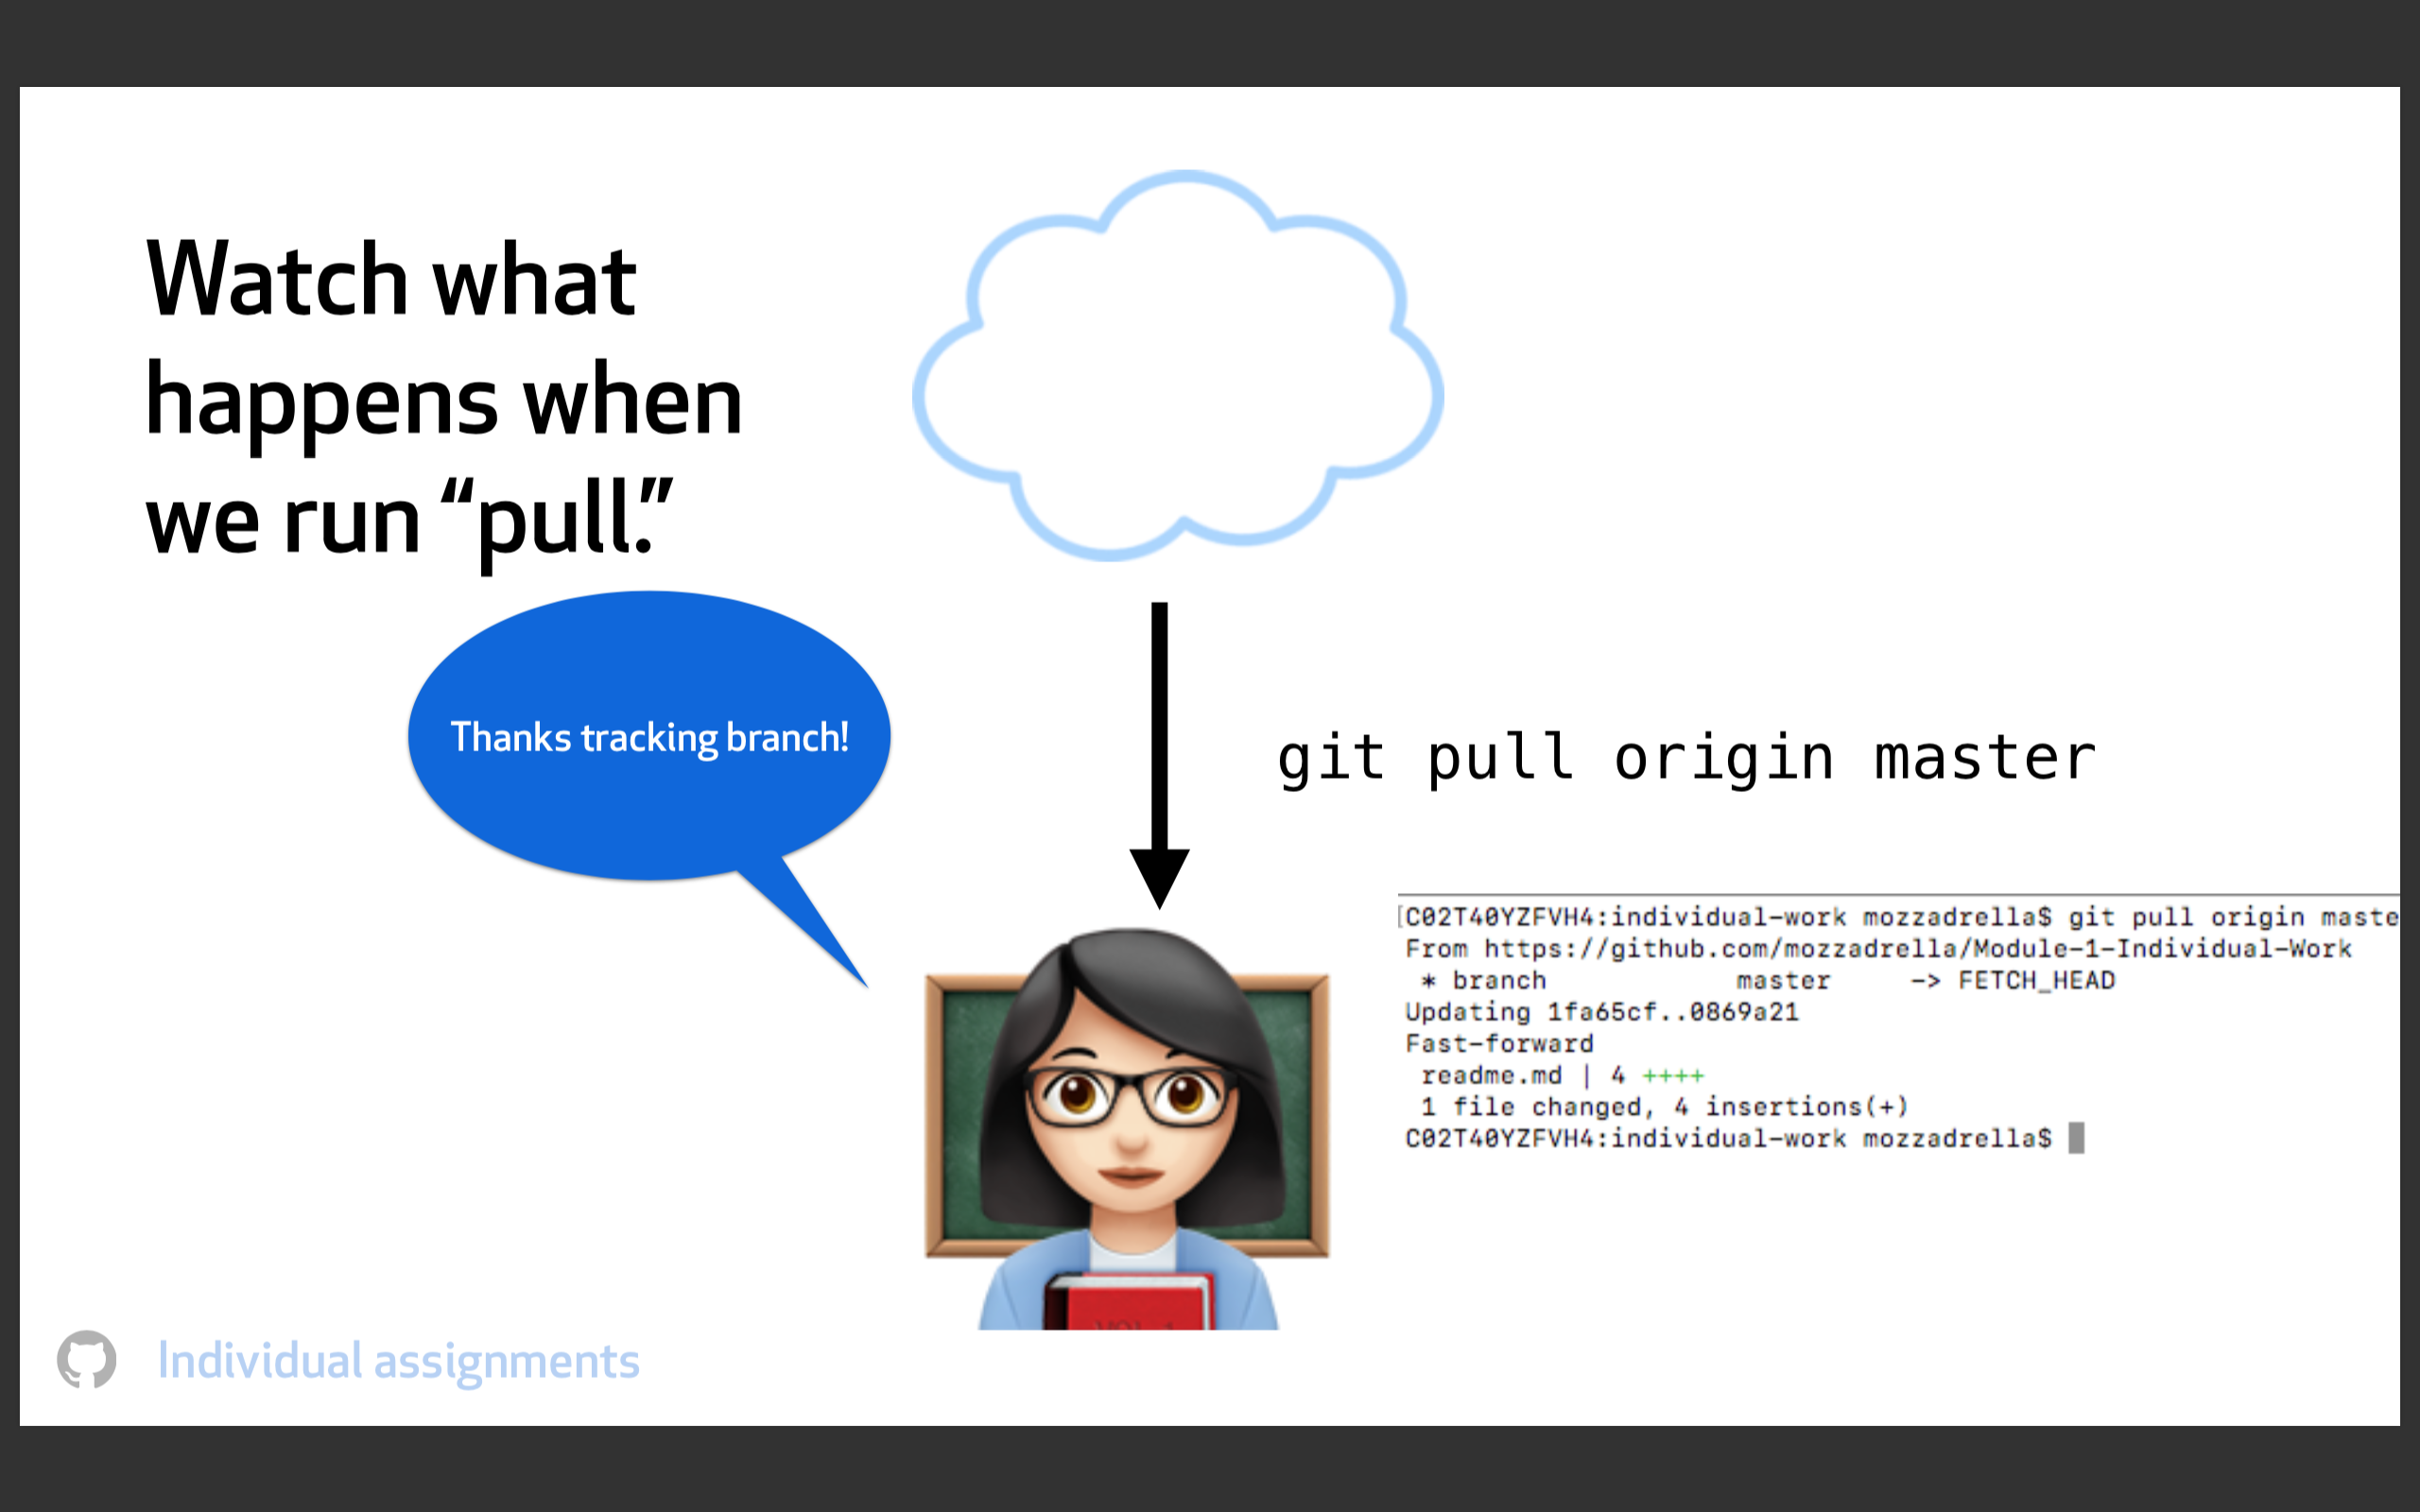 Watch what
happens when
we run “pull.”
Thanks tracking branch!
git pull origin master
[C02T40YZFVH4:individual-work mozzadrella$ git pull origin maste
From https://github.com/mozzadrella/Module-1-Individual-Work
* branch master -> FETCH_HEAD
Updating 1fa65cf..0869a21
Fast-forward
readme.md | 4 ++++
1 file changed, 4 insertions(+)
C02T40YZFVH4:individual-work mozzadrella$
VOL. 1
Individual assignments